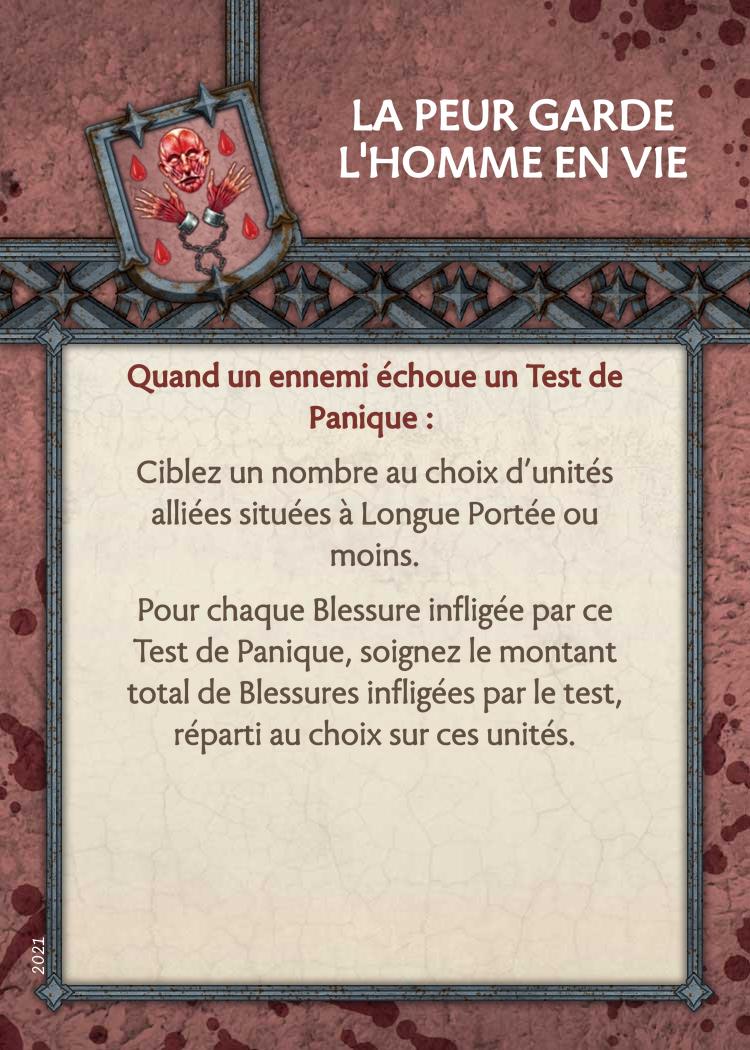 LA PEUR GARDE
L'HOMME EN VIE
Quand un ennemi échoue un Test de
Panique :
Ciblez un nombre au choix d’unités
alliées situées à Longue Portée ou
moins.
Pour chaque Blessure infligée par ce
Test de Panique, soignez le montant
total de Blessures infligées par le test,
réparti au choix sur ces unités.
2021